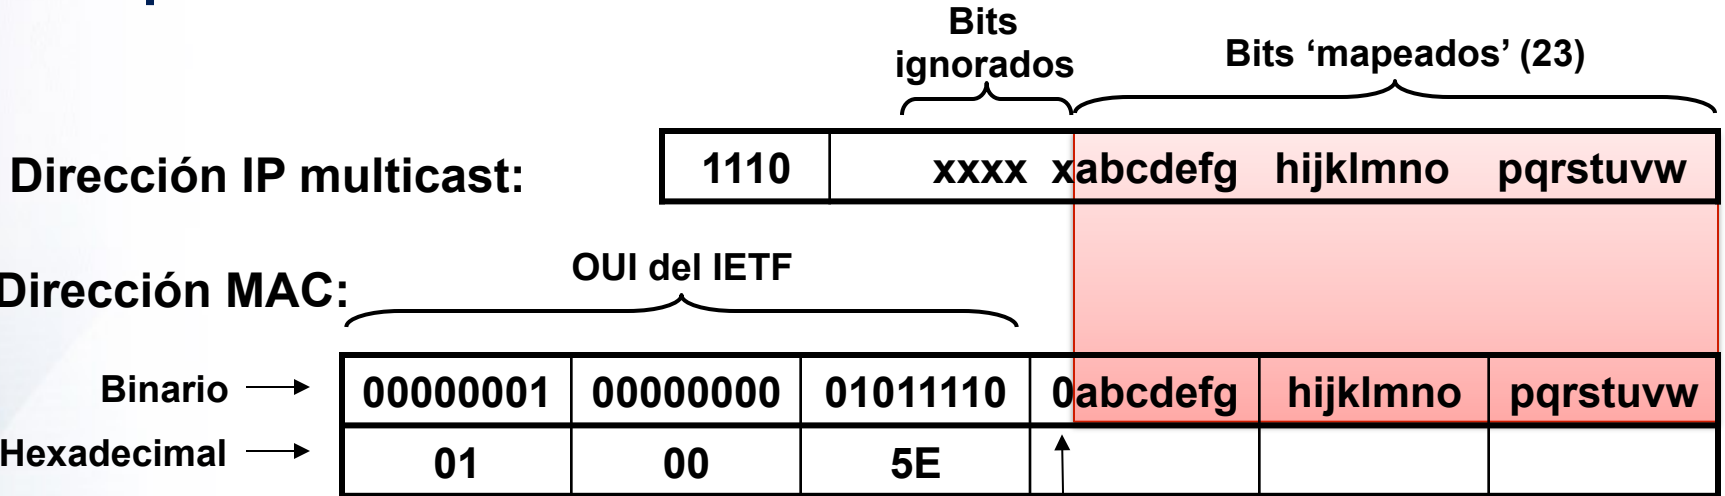 Bits
ignorados
Bits ‘mapeados’ (23)
Dirección IP multicast:
1110 xxxx xabcdefg hijklmno pqrstuvw
OUI del IETF
Dirección MAC:
Binario 00000001 00000000 01011110 0abcdefg hijklmno pqrstuvw
Hexadecimal 01 00 5E